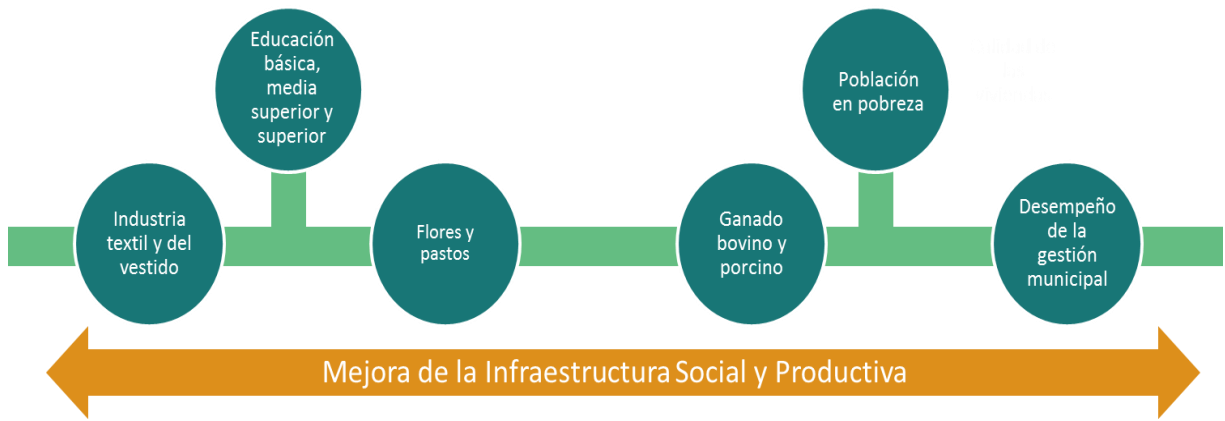 Educación
básica,
media
superior y
superior
Población
en pobreza
Industria
textil y del
vestido
Flores y
pastos
Ganado
bovino y
porcino
Desempeño
de la
gestión
municipal
Mejora de la Infraestructura Social y Productiva